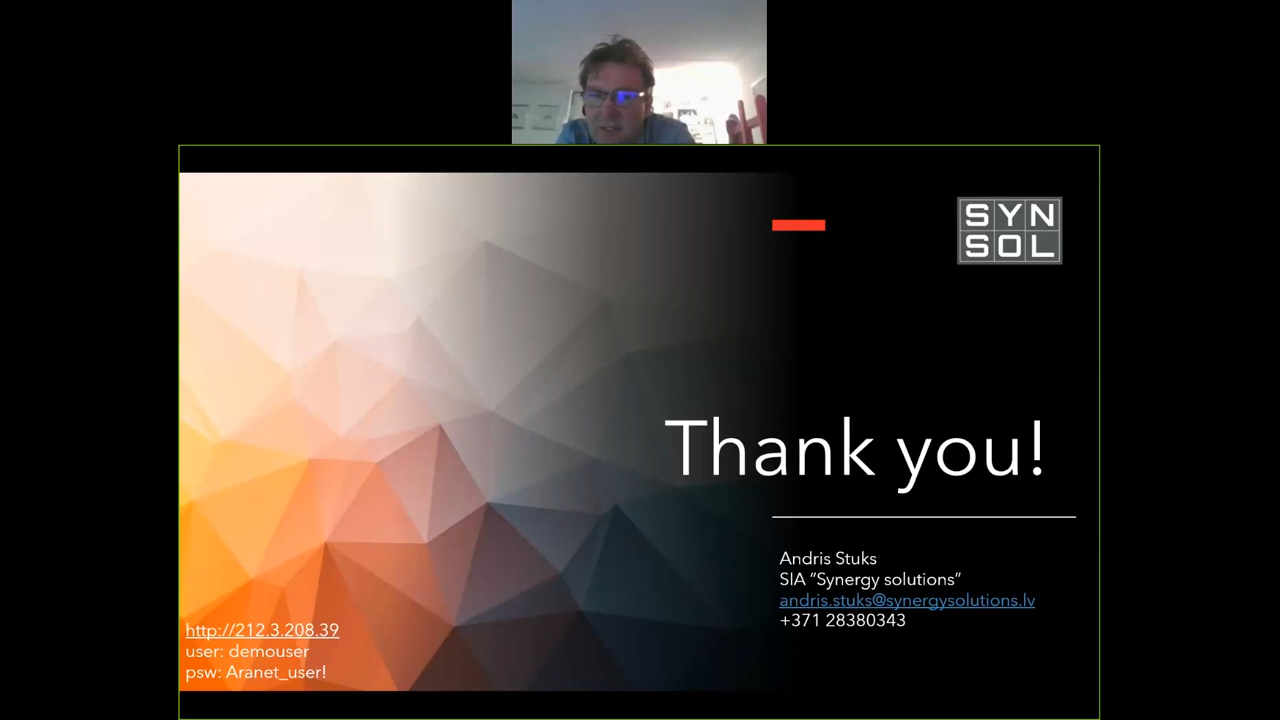 SYN
SOL
Thank you!
Andris Stuks
SIA “Synergy solutions”
andris.stuks@synergysolutions.lv
+371 28380343
http://212.3.208.39
user: demouser
psw: Aranet_user!